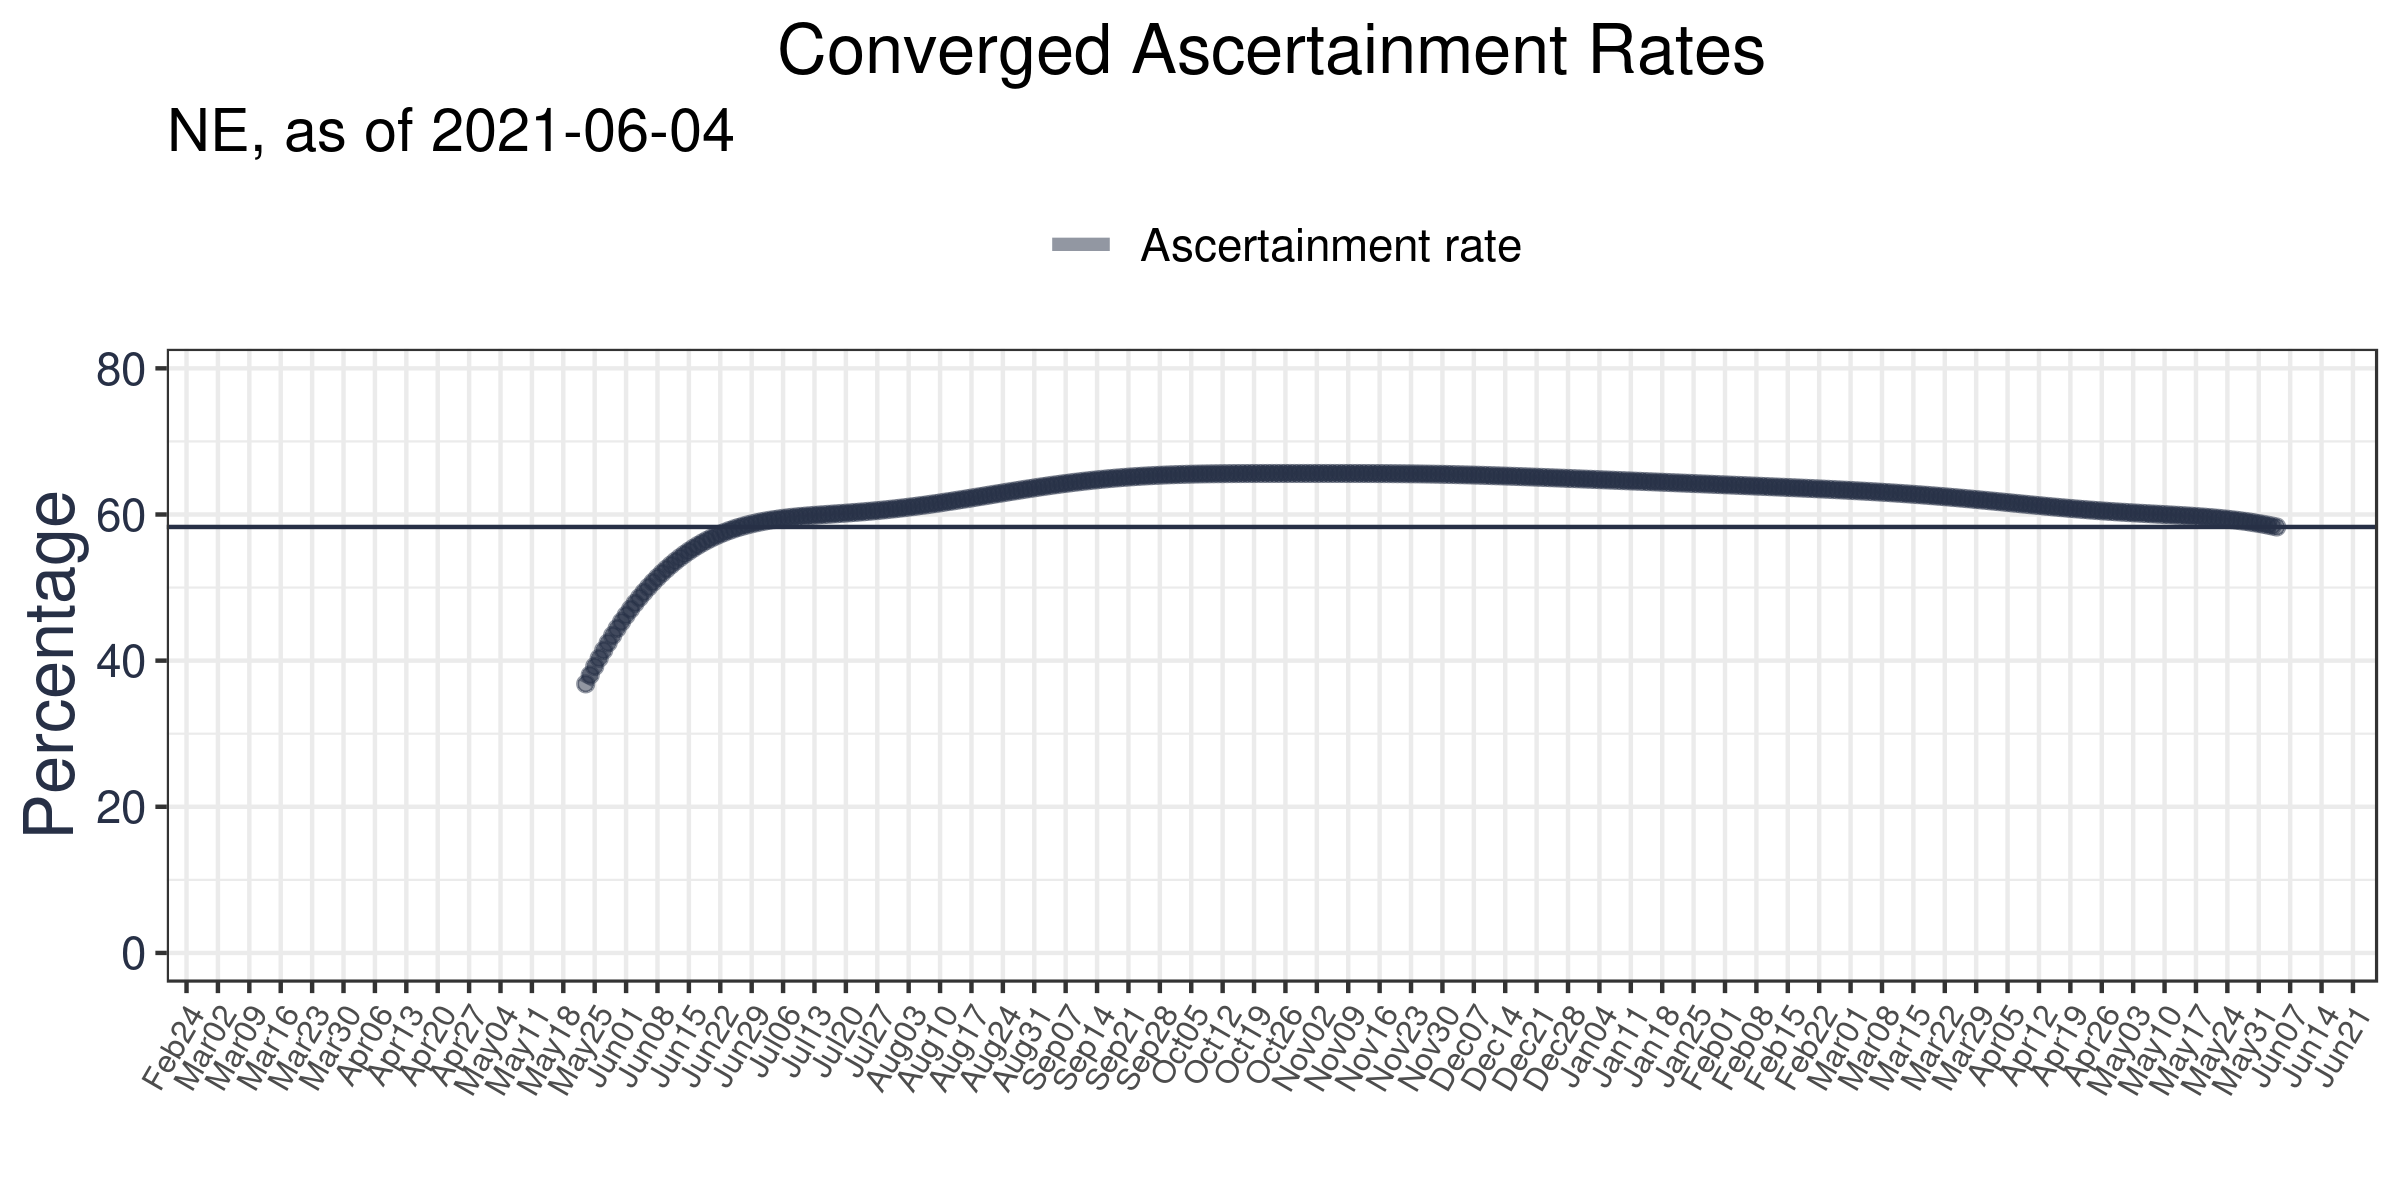 Converged Ascertainment Rates
NE, as of 2021-06-04
Ascertainment rate
Percentage
80
60
40
20
0
Feb24
Mar02
Mar09
Mar16
Mar23
Mar30
Apr06
Apr13
Apr20
Apr27
May04
May11
May18
May25
Jun01
Jun08
Jun15
Jun22
Jun29
Jul06
Jul13
Jul20
Jul27
Aug03
Aug10
Aug17
Aug24
Aug31
Sep07
Sep14
Sep21
Sep28
Oct05
Oct12
Oct19
Oct26
Nov02
Nov09
Nov16
Nov23
Nov30
Dec07
Dec14
Dec21
Dec28
Jan04
Jan11
Jan18
Jan25
Feb01
Feb08
Feb15
Feb22
Mar01
Mar08
Mar15
Mar22
Mar29
Apr05
Apr12
Apr19
Apr26
May03
May10
May17
May24
May31
Jun07
Jun14
Jun21